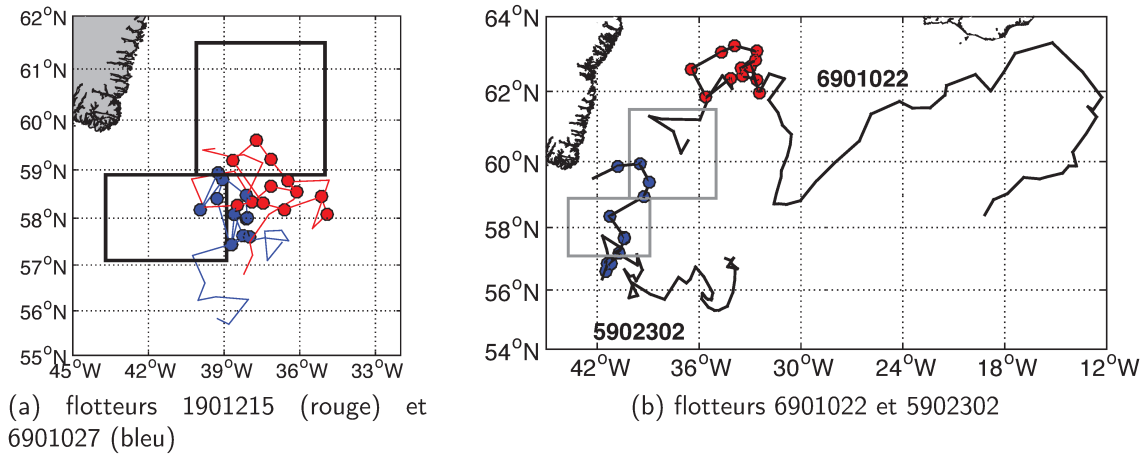 62°N
61°N
60°N
59°N
58°N
57°N
56°N
55°N
45°W 42°W 39°W 36°W 33°W
(a) flotteurs 1901215 (rouge) et
6901027 (bleu)
64°N
62°N
60°N
58°N
56°N
54°N
6901022
5902302
42°W 36°W 30°W 24°W 18°W 12°W
(b) flotteurs 6901022 et 5902302